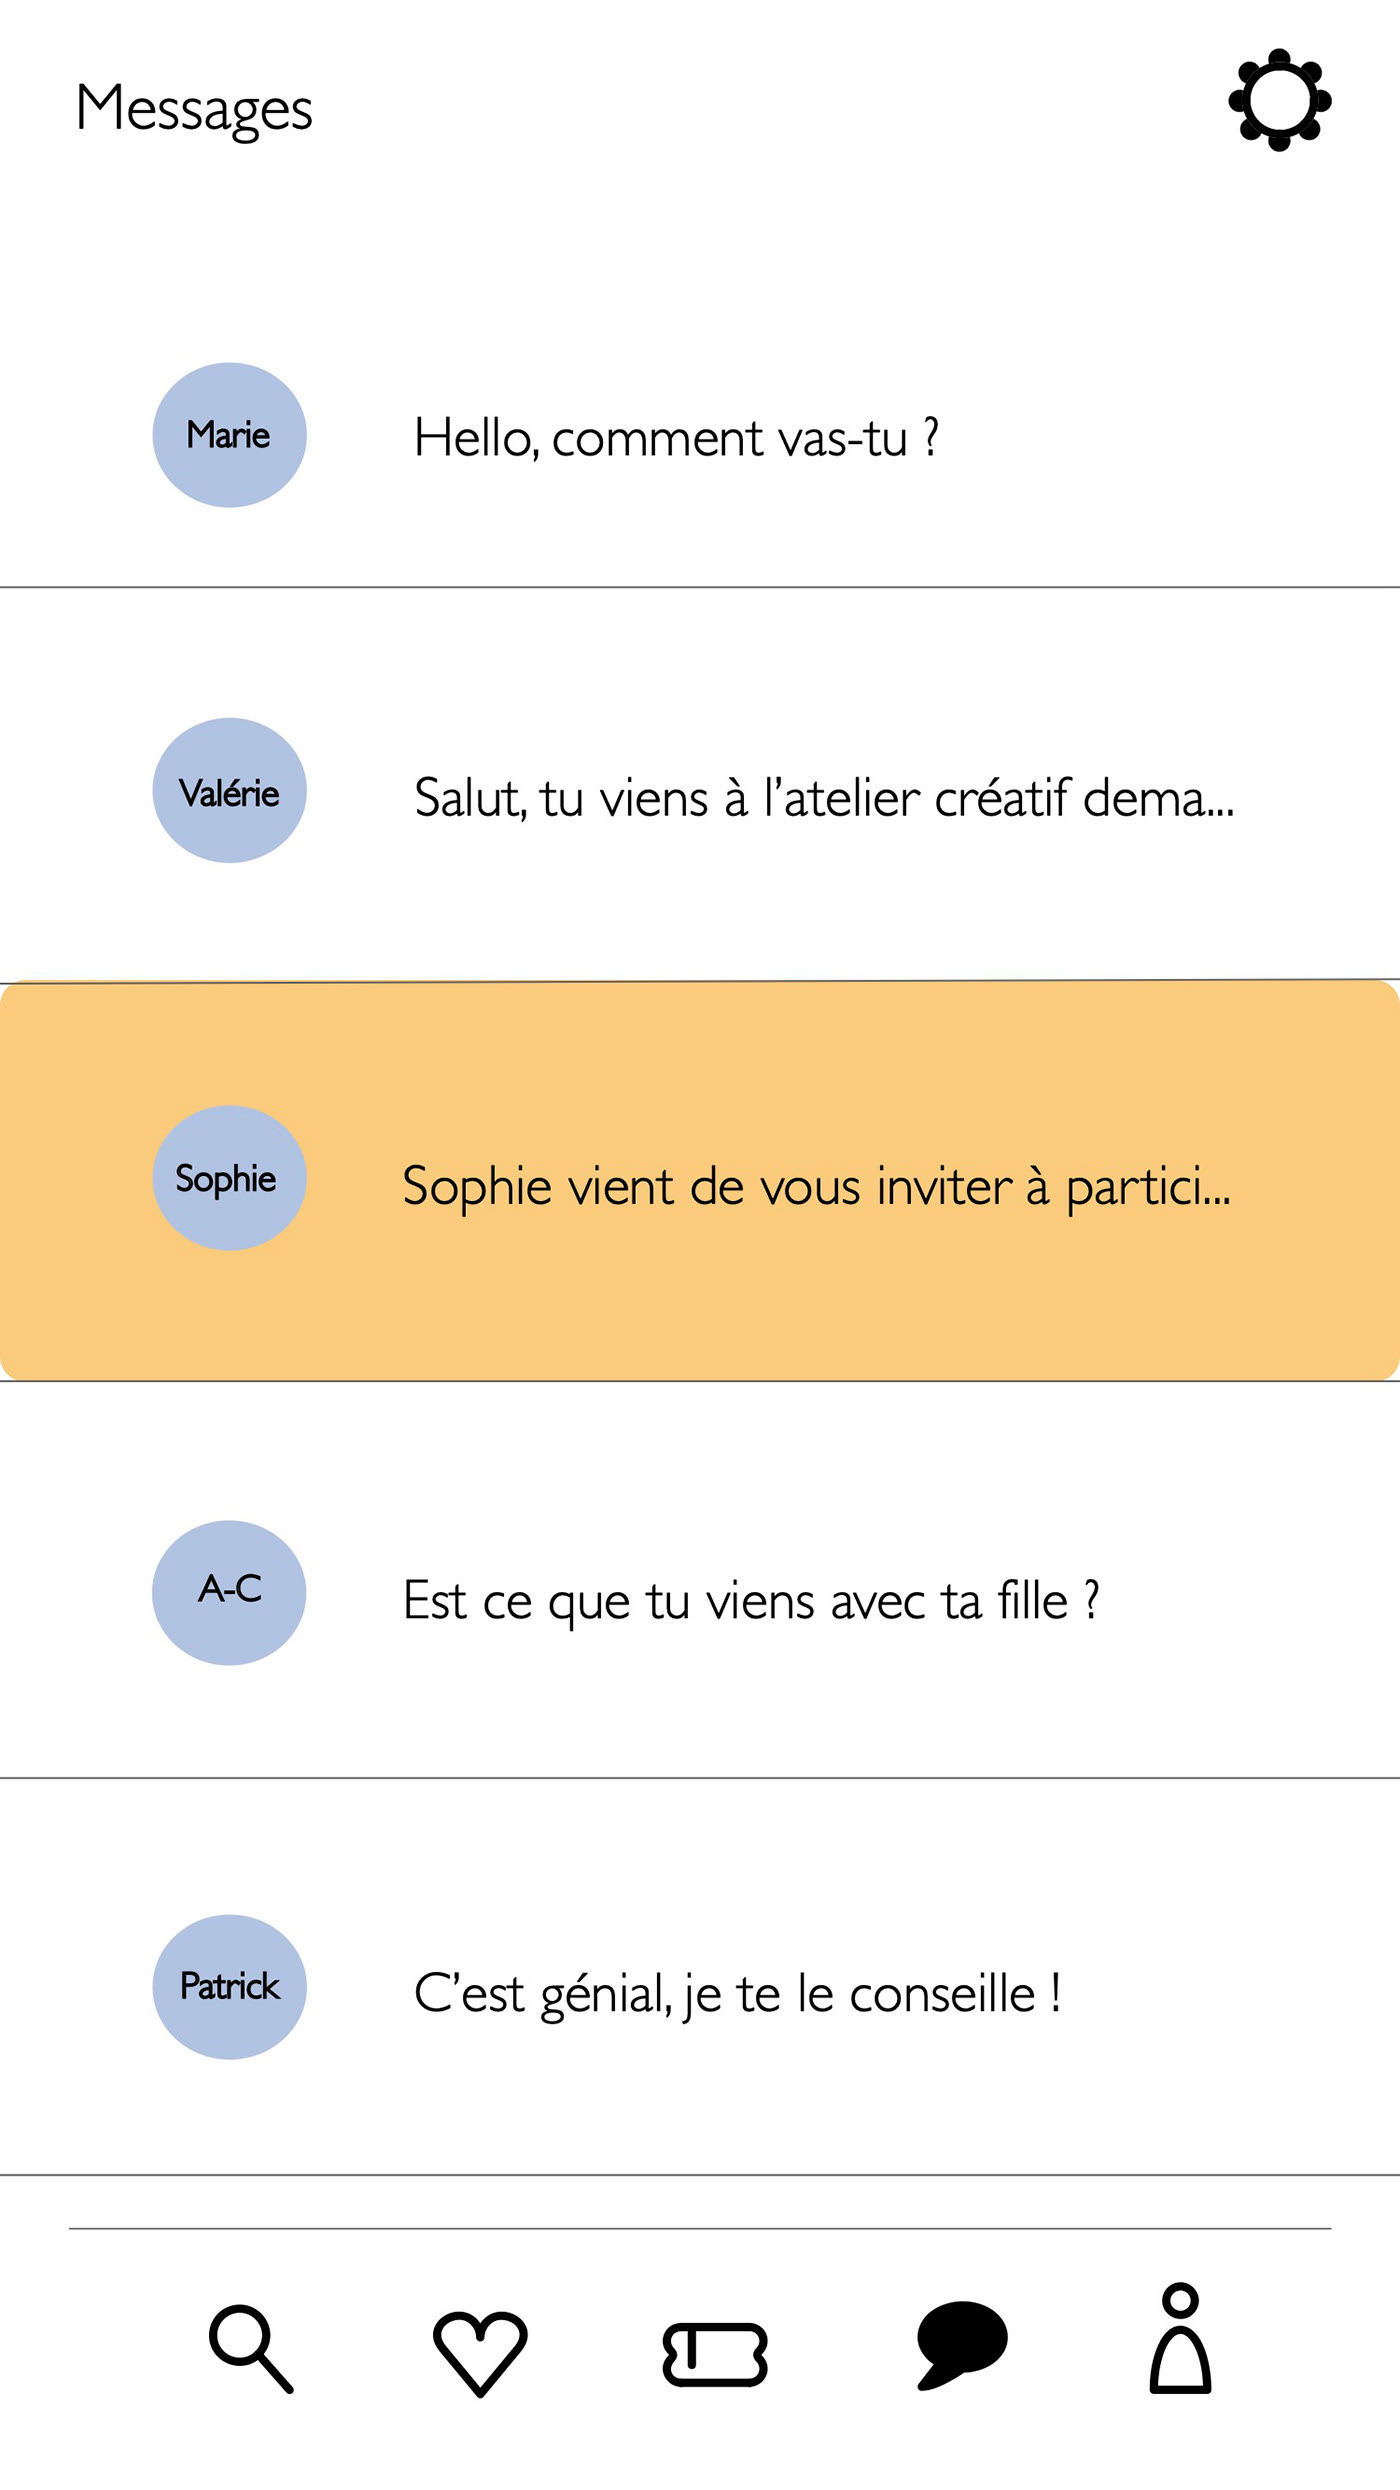 Messages
Marie
Hello, comment vas-tu ?
Valérie
Salut, tu viens à l’atelier créatif dema...
Sophie
Sophie vient de vous inviter à partici...
A-C
Est ce que tu viens avec ta fille ?
Patrick
C’est génial, je te le conseille !